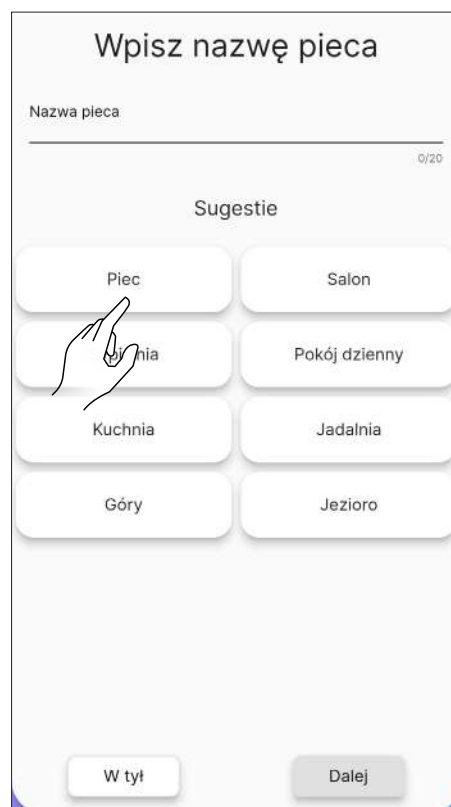 Wpisz nazwę pieca
Nazwa pieca
0/20
Sugestie
Piec Salon
Pokój dzienny
Kuchnia Jadalnia
Góry Jezioro
W tył Dalej